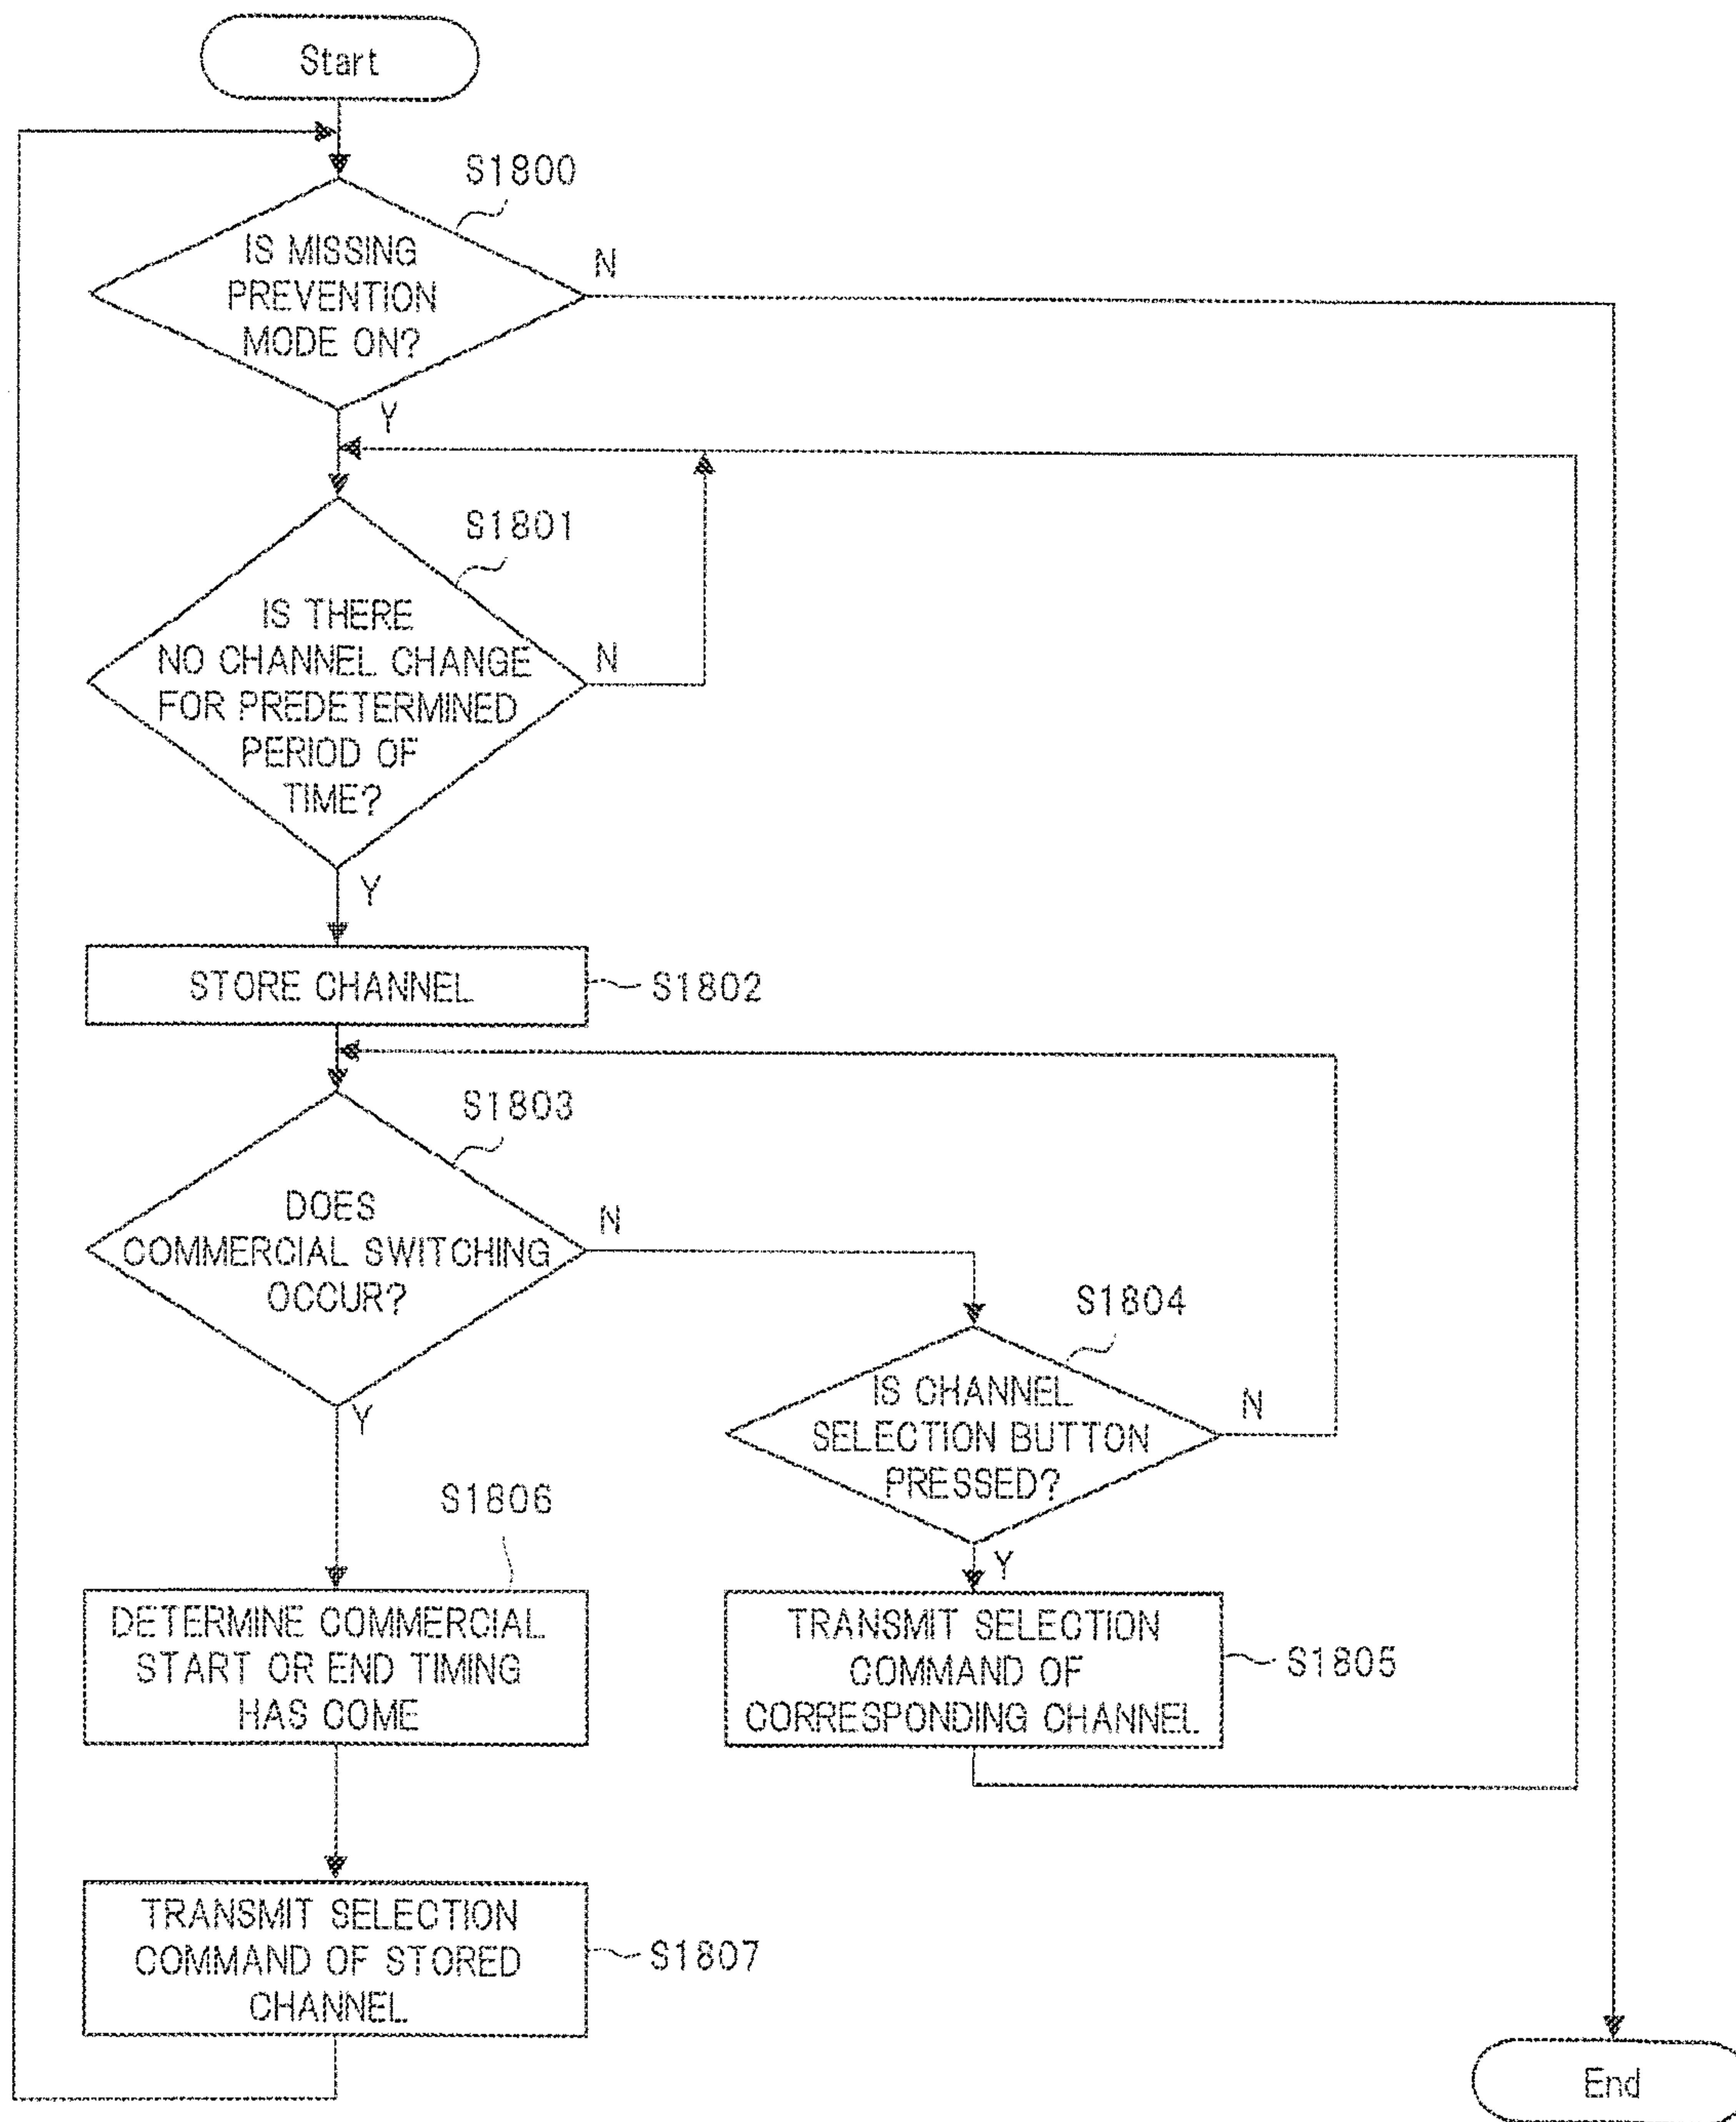 Start
S1800
IS MISSING
PREVENTION
MODE ON?
N
Y
S1801
IS THERE
NO CHANNEL CHANGE
FOR PREDETERMINED
PERIOD OF
TIME?
N
Y
STORE CHANNEL
S1802
S1803
DOES
COMMERCIAL SWITCHING
OCCUR?
N
Y
S1804
IS CHANNEL
SELECTION BUTTON
PRESSED?
N
Y
S1806
DETERMINE COMMERCIAL
START OR END TIMING
HAS COME
TRANSMIT SELECTION
COMMAND OF
CORRESPONDING CHANNEL
S1805
TRANSMIT SELECTION
COMMAND OF STORED
CHANNEL
S1807
End